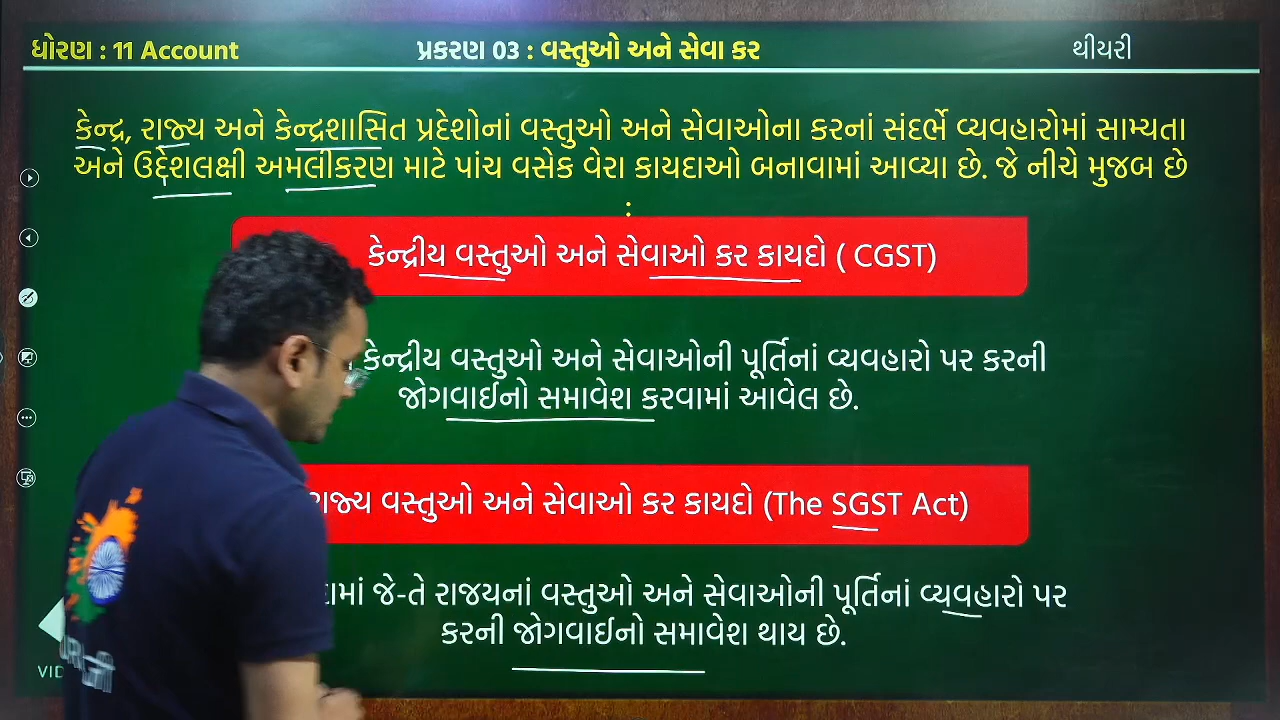 ધોરણ : 11 Account
પ્રકરણ 03 : વસ્તુઓ અને સેવા કર
થીયરી
કેન્દ્ર, રાજ્ય અને કેન્દ્રશાસિત પ્રદેશોનાં વસ્તુઓ અને સેવાઓના કરનાં સંદર્ભે વ્યવહારોમાં સામ્યતા
અને ઉદ્દેશલક્ષી અમલીકરણ માટે પાંચ વસેક વેરા કાયદાઓ બનાવામાં આવ્યા છે. જે નીચે મુજબ છે
:
કેન્દ્રીય વસ્તુઓ અને સેવાઓ કર કાયદો ( CGST)
કેન્દ્રીય વસ્તુઓ અને સેવાઓની પૂર્તિનાં વ્યવહારો પર કરની
જોગવાઈનો સમાવેશ કરવામાં આવેલ છે.
વસ્તુઓ અને સેવાઓ કર કાયદો (The SGST Act)
જે-તે રાજયનાં વસ્તુઓ અને સેવાઓની પૂર્તિનાં વ્યવહારો પર
કરની જોગવાઈનો સમાવેશ થાય છે.